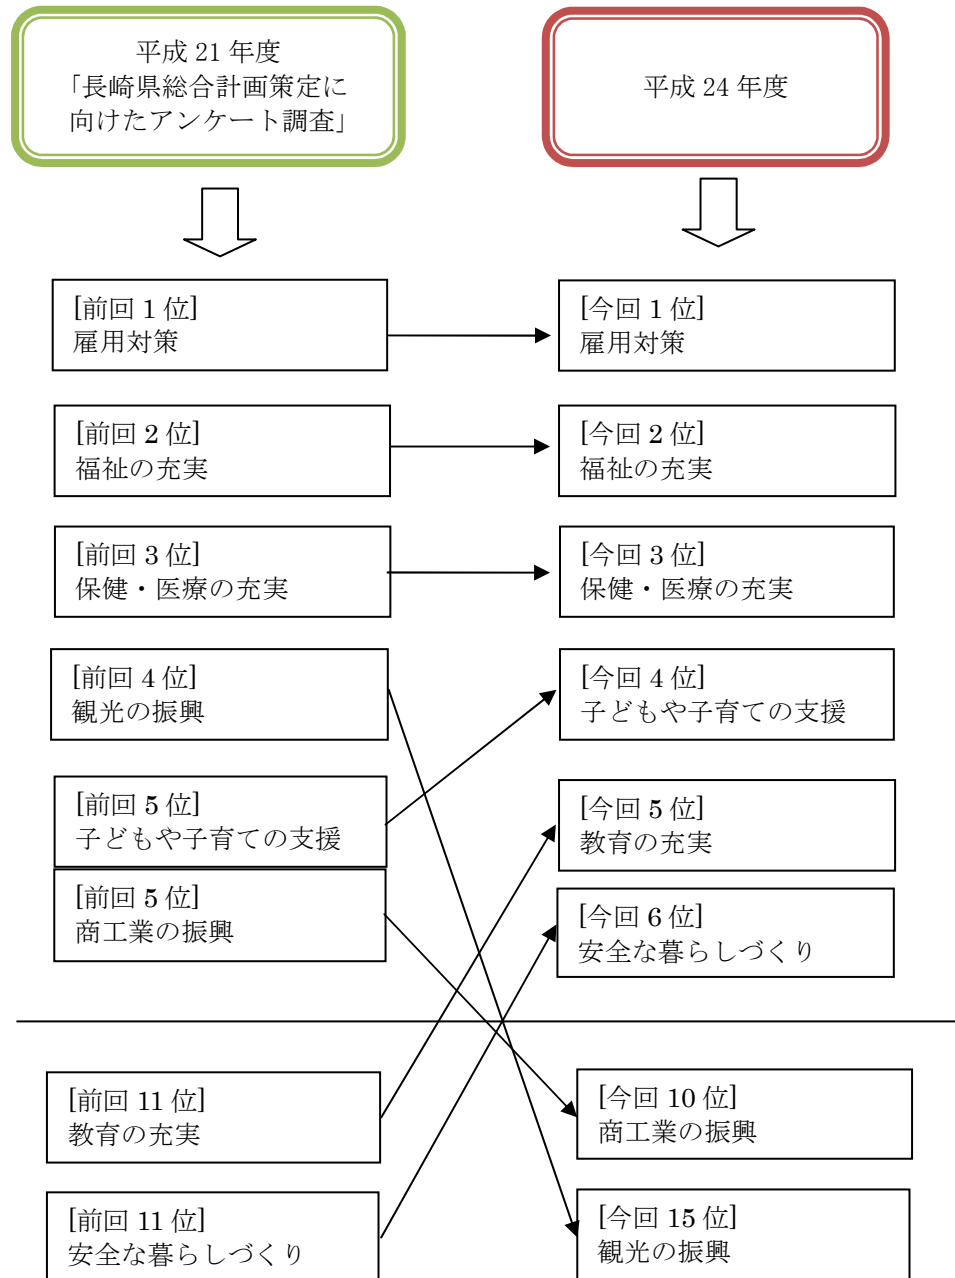 平成 21 年度
「長崎県総合計画策定に
向けたアンケート調査」
平成 24 年度
[前回 1 位]
雇用対策
[今回 1 位]
雇用対策
[前回 2 位]
福祉の充実
[今回 2 位]
福祉の充実
[前回 3 位]
保健・医療の充実
[今回 3 位]
保健・医療の充実
[前回 4 位]
観光の振興
[今回 4 位]
子どもや子育ての支援
[前回 5 位]
子どもや子育ての支援
[今回 5 位]
教育の充実
[前回 5 位]
商工業の振興
[今回 6 位]
安全な暮らしづくり
[前回 11 位]
教育の充実
[今回 10 位]
商工業の振興
[前回 11 位]
安全な暮らしづくり
[今回 15 位]
観光の振興